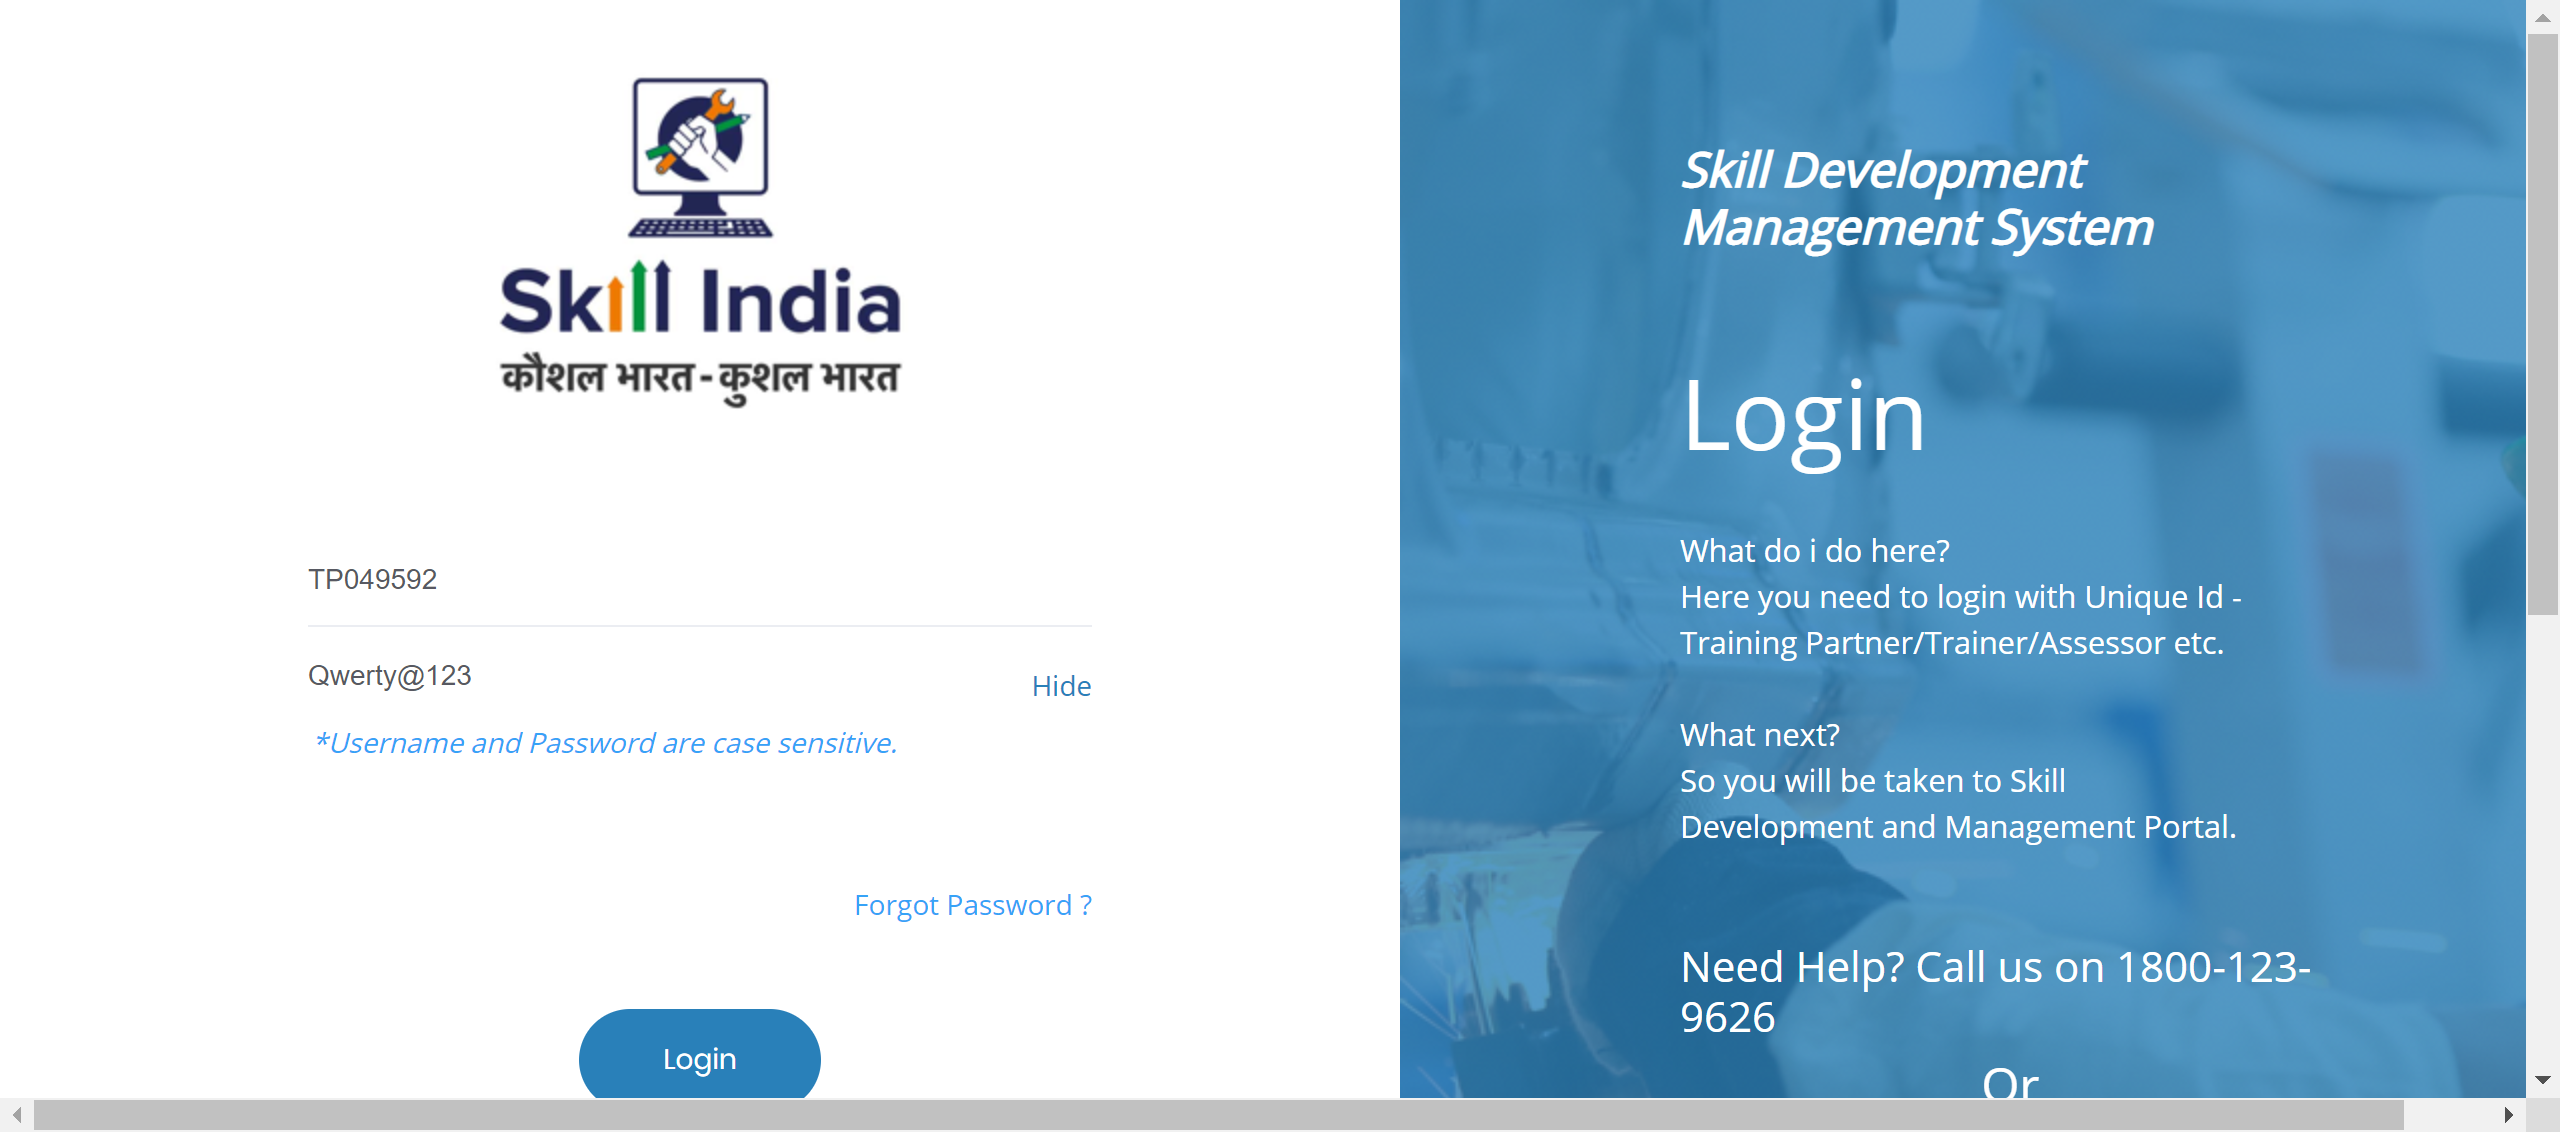 Skill India
कौशल भारत - कुशल भारत
TP049592
Qwerty@123
Hide
*Username and Password are case sensitive.
Forgot Password ?
Login
Skill Development
Management System
Login
What do i do here?
Here you need to login with Unique Id -
Training Partner/Trainer/Assessor etc.
What next?
So you will be taken to Skill
Development and Management Portal.
Need Help? Call us on 1800-123-
9626
Or